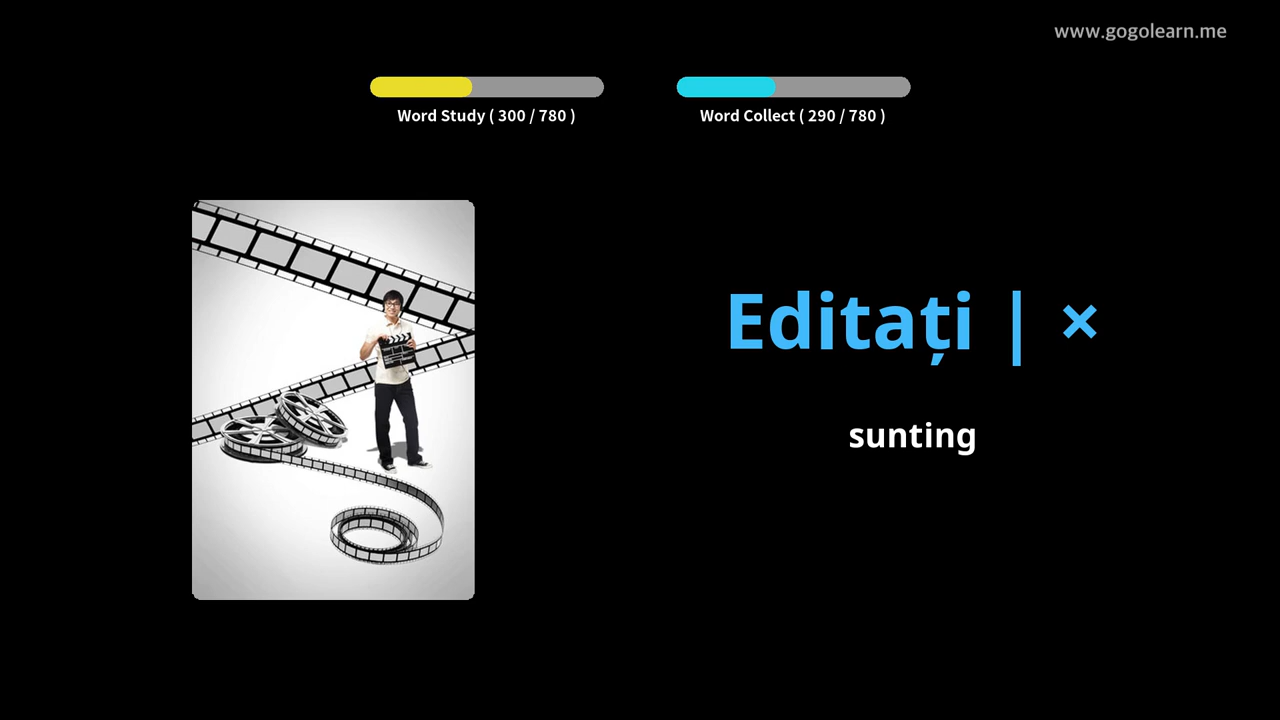 www.gogolearn.me
Word Study ( 300 / 780 )
Word Collect ( 290 / 780 )
Editați | ×
sunting